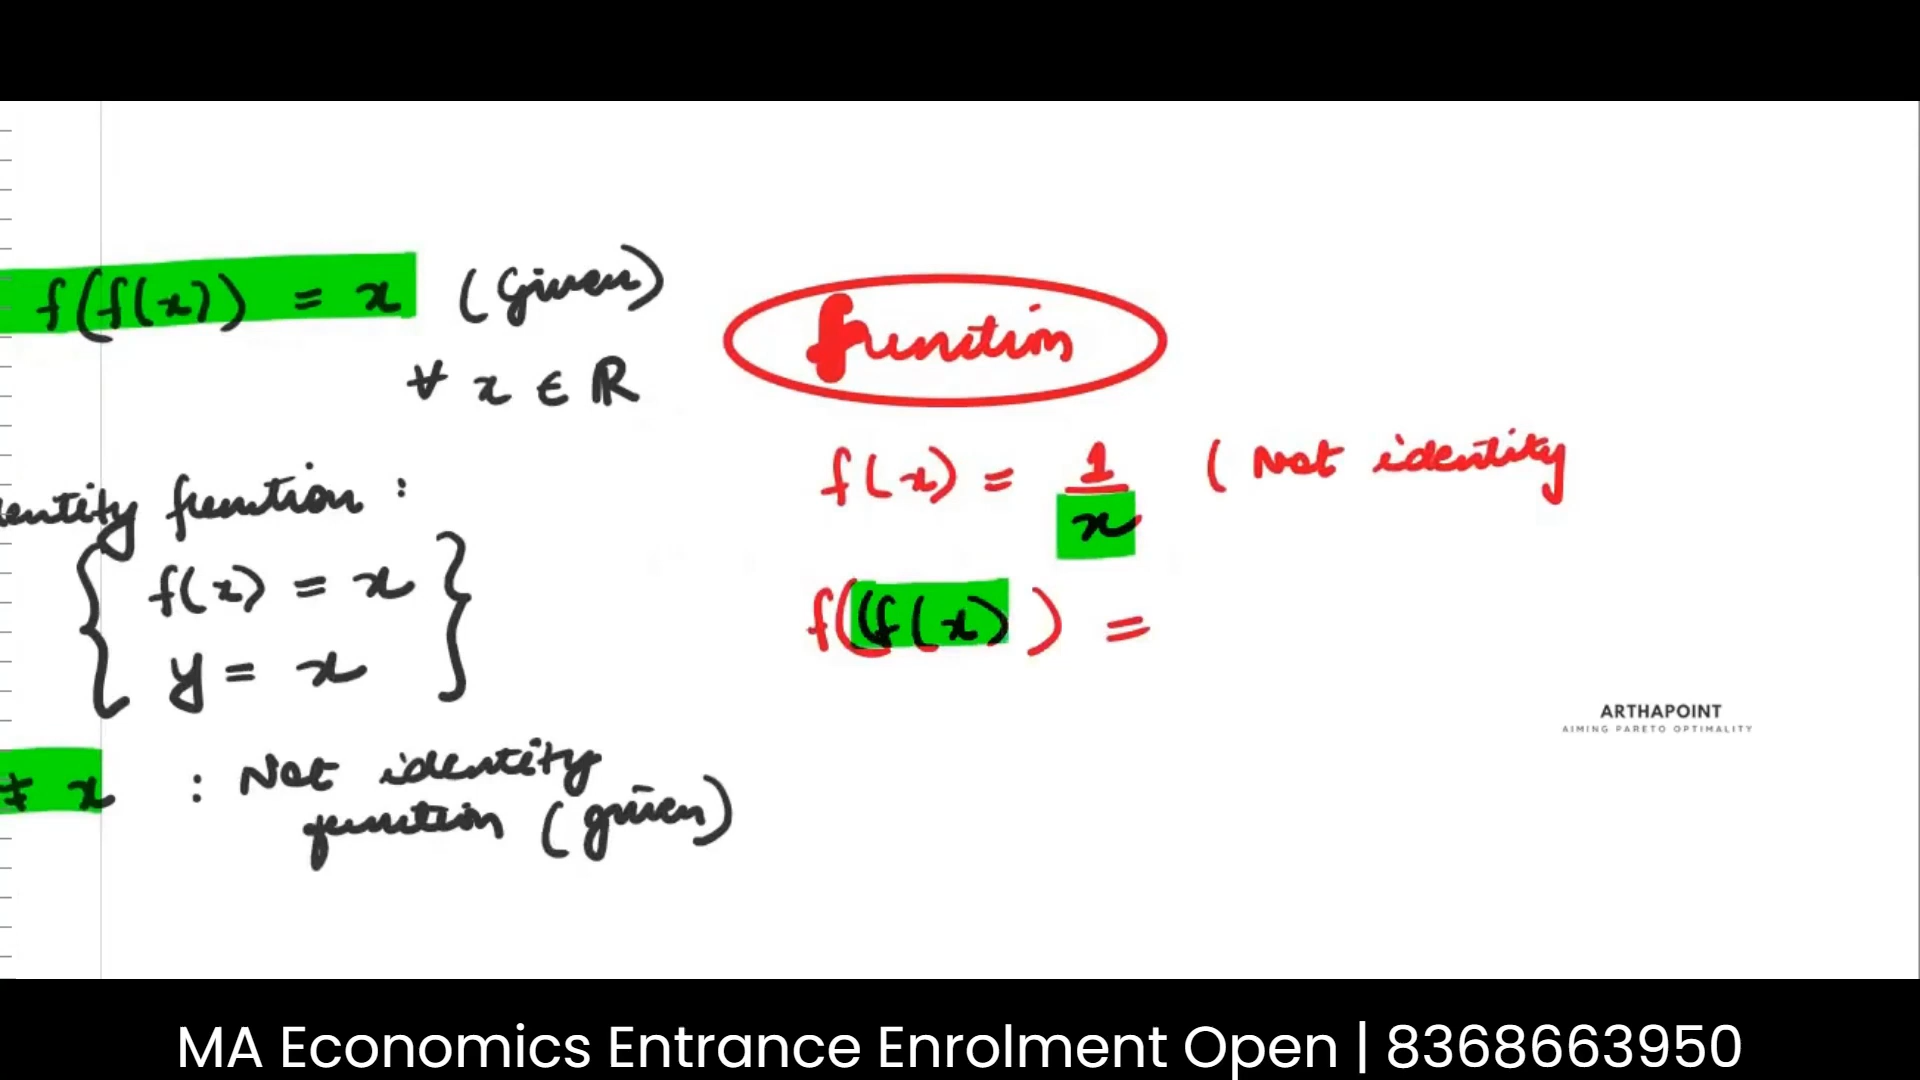 f(f(x)) = x (Given)
∀ x ∈ R
entity function :
f(x) = x
y = x
≠ x : Not identity
function (given)
function
f(x) = 1/x (Not identity
f((f(x)) =
ARTHAPOINT
AIMING PARETO OPTIMALITY
MA Economics Entrance Enrolment Open | 8368663950